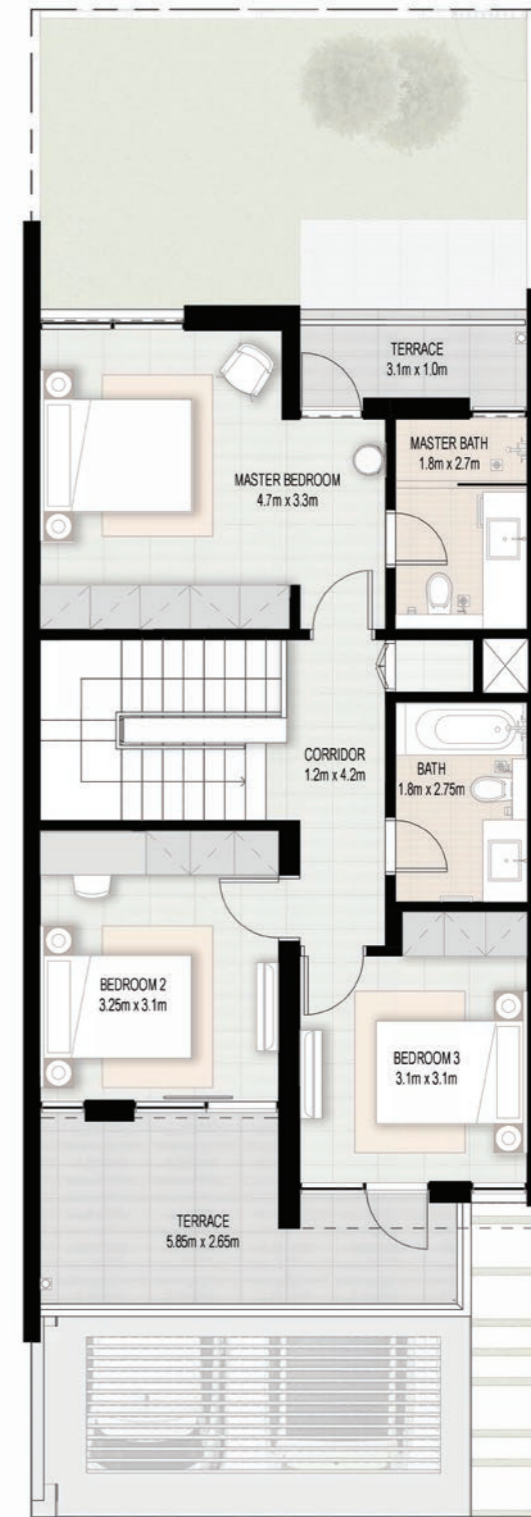 TERRACE
3.1m x 1.0m
MASTER BATH
1.8m x 2.7m
MASTER BEDROOM
4.7m x 3.3m
CORRIDOR
1.2m x 4.2m
BATH
1.8m x 2.75m
BEDROOM 2
3.25m x 3.1m
BEDROOM 3
3.1m x 3.1m
TERRACE
5.85m x 2.65m